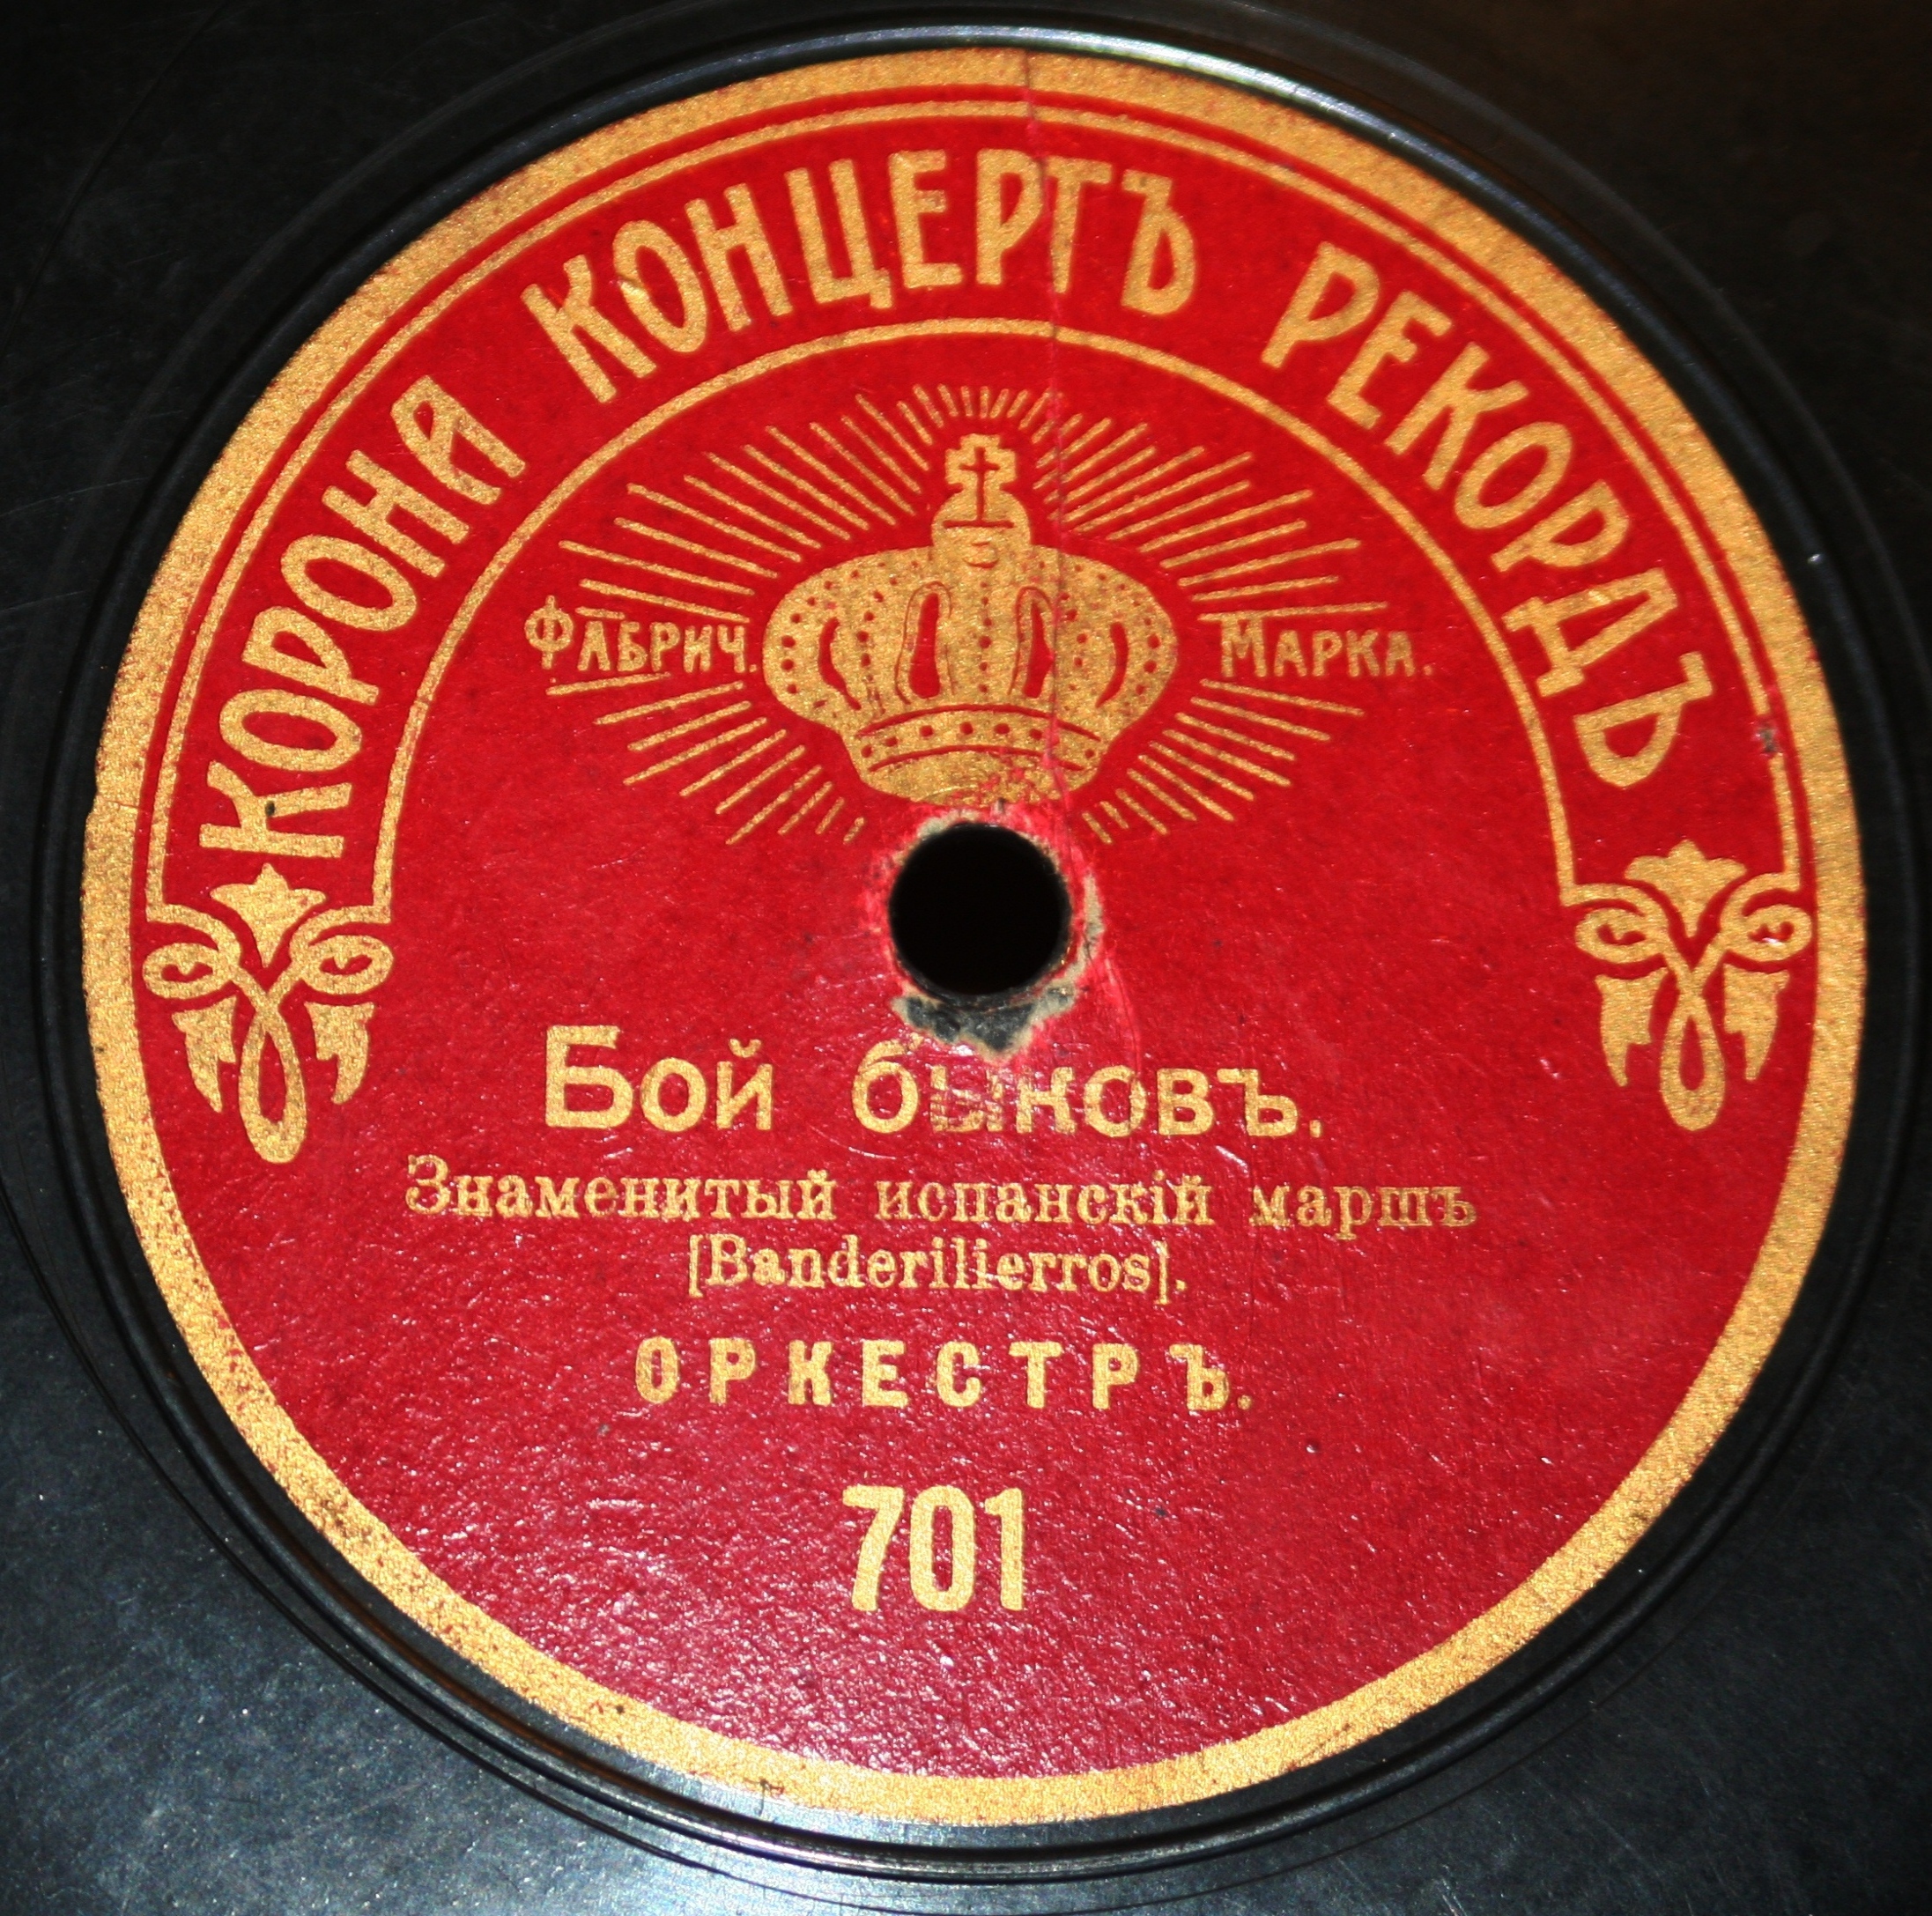 КОРОНА КОНЦЕРТЪ РЕКОРДЪ
ФАБРИЧ. МАРКА.
Бой быковъ.
Знаменитый испанскій маршъ
[Banderilierros].
ОРКЕСТРЪ.
701